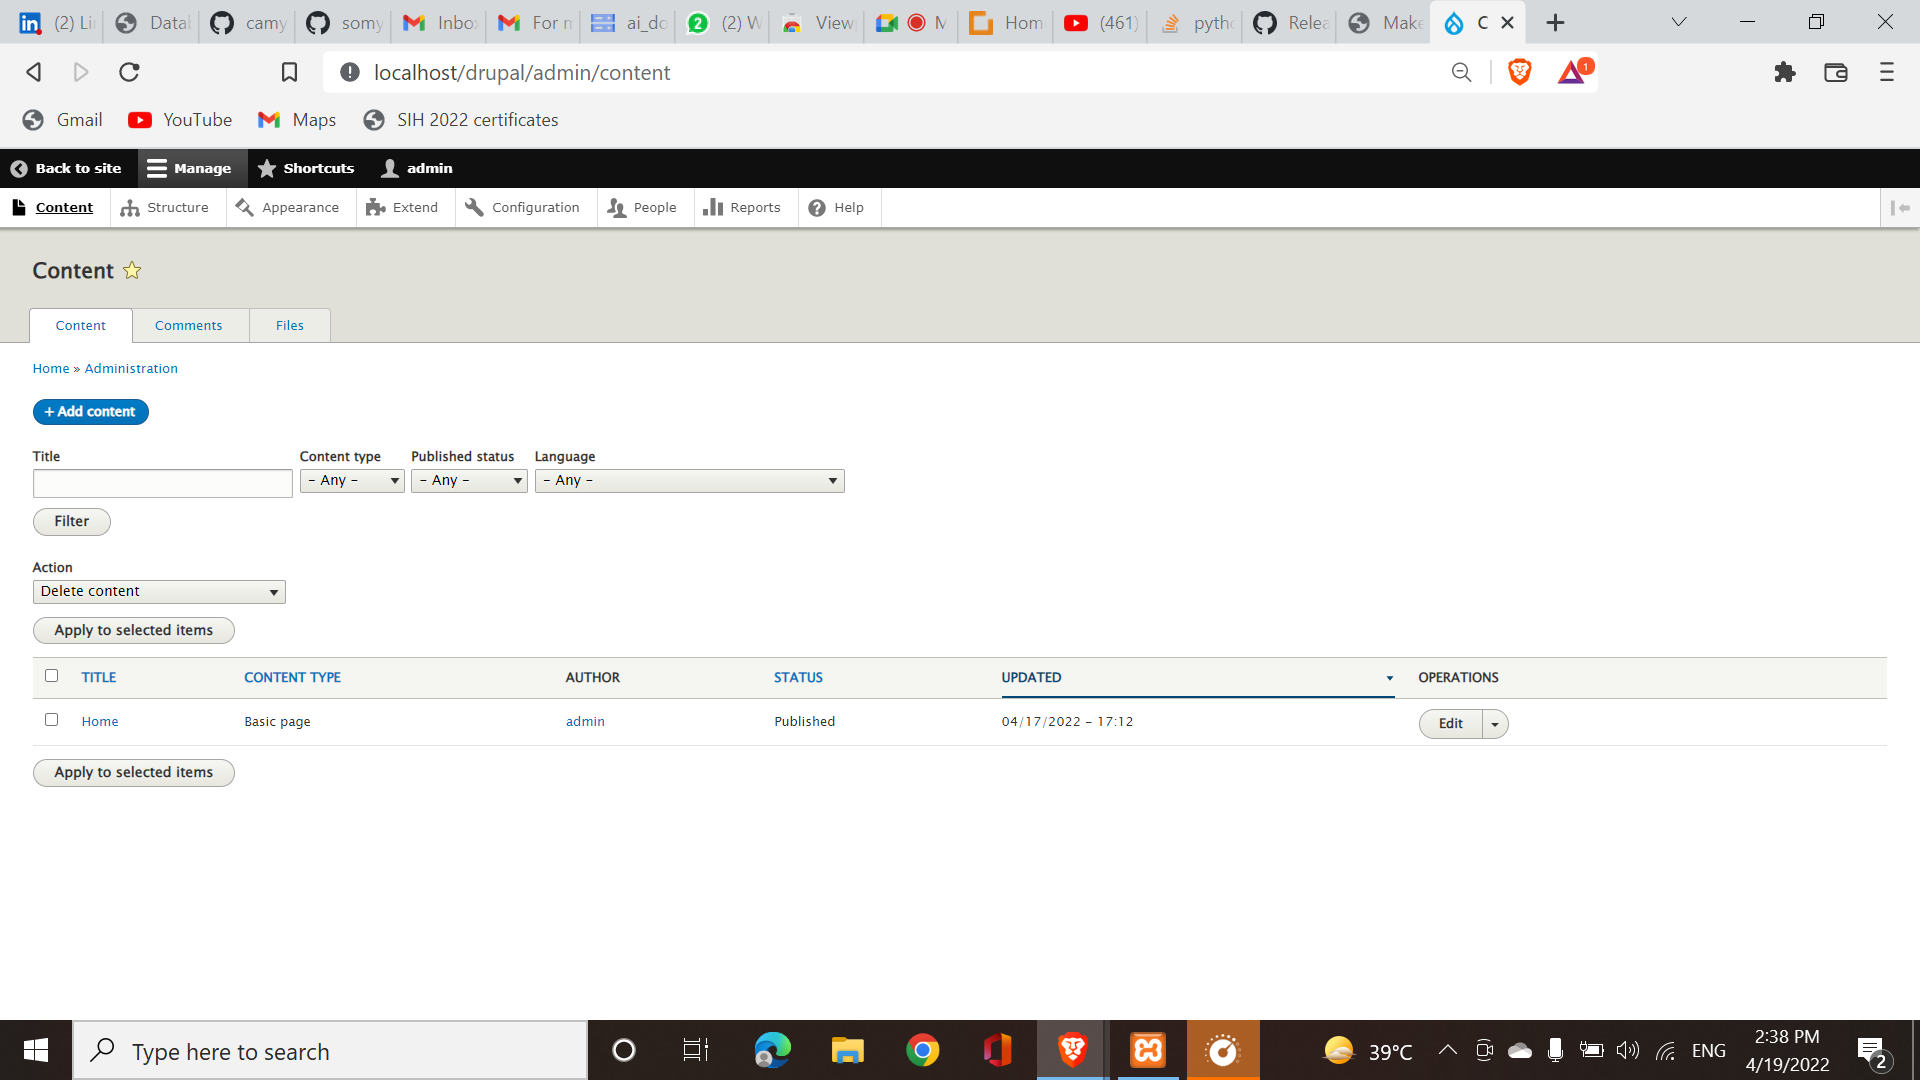 (2) Li Datab camy somy Inbo For m ai_do (2) W View M Hom (461) pytho Relea Make C
localhost/drupal/admin/content 1
Gmail YouTube Maps SIH 2022 certificates
Back to site Manage Shortcuts admin
Content Structure Appearance Extend Configuration People Reports Help
Content
Content Comments Files
Home » Administration
+ Add content
Title Content type Published status Language
- Any - - Any - - Any -
Filter
Action
Delete content
Apply to selected items
TITLE CONTENT TYPE AUTHOR STATUS UPDATED OPERATIONS
Home Basic page admin Published 04/17/2022 - 17:12 Edit
Apply to selected items
Type here to search 39°C ENG 2:38 PM
4/19/2022 2